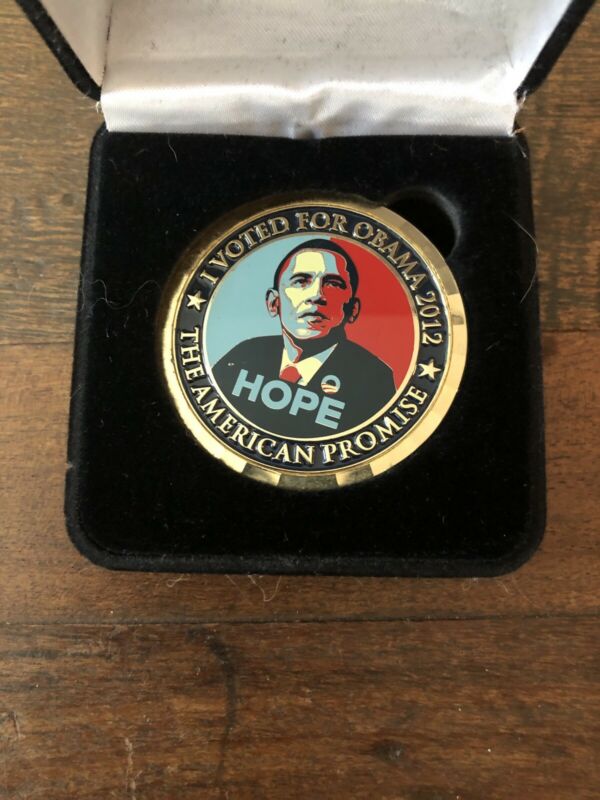 I VOTED FOR OBAMA 2012
HOPE
THE AMERICAN PROMISE